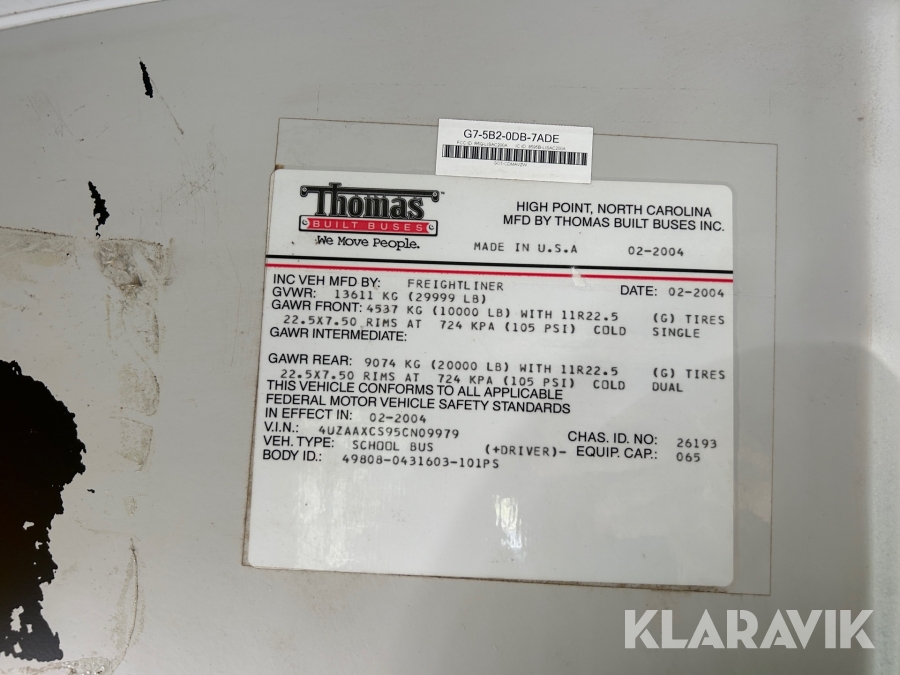 G7-5B2-0DB-7ADE
Thomas
BUILT BUSES
We Move People.
HIGH POINT, NORTH CAROLINA
MFD BY THOMAS BUILT BUSES INC.
MADE IN U.S.A 02-2004
INC VEH MFD BY: FREIGHTLINER DATE: 02-2004
GVWR: 13611 KG (29999 LB)
GAWR FRONT: 4537 KG (10000 LB) WITH 11R22.5 (G) TIRES
22.5X7.50 RIMS AT 724 KPA (105 PSI) COLD SINGLE
GAWR INTERMEDIATE:
GAWR REAR: 9074 KG (20000 LB) WITH 11R22.5 (G) TIRES
22.5X7.50 RIMS AT 724 KPA (105 PSI) COLD DUAL
THIS VEHICLE CONFORMS TO ALL APPLICABLE
FEDERAL MOTOR VEHICLE SAFETY STANDARDS
IN EFFECT IN: 02-2004
V.I.N.: 4UZAAXCS95CN09979 CHAS. ID. NO: 26193
VEH. TYPE: SCHOOL BUS (+DRIVER)- EQUIP. CAP.: 065
BODY ID.: 49808-0431603-101PS
KLARAVIK